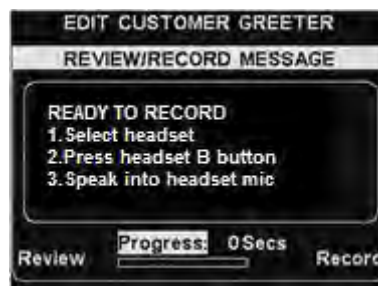 EDIT CUSTOMER GREETER
REVIEW/RECORD MESSAGE
READY TO RECORD
1.Select headset
2.Press headset B button
3.Speak into headset mic
Progress: 0Secs
Review Record